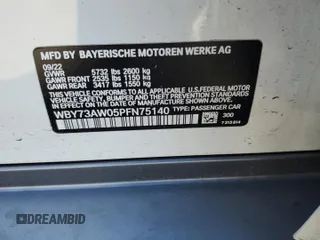 MFD BY BAYERISCHE MOTOREN WERKE AG
09/22
GVWR 5732 lbs 2600 kg
GAWR FRONT 2535 lbs 1150 kg
GAWR REAR 3417 lbs 1550 kg
THIS VEHICLE CONFORMS TO ALL APPLICABLE U.S.FEDERAL MOTOR
VEHICLE SAFETY, BUMPER, AND THEFT PREVENTION STANDARDS
IN EFFECT ON THE DATE OF MANUFACTURE SHOWN ABOVE.
WBY73AW05PFN75140 TYPE: PASSENGER CAR
300
DREAMBID